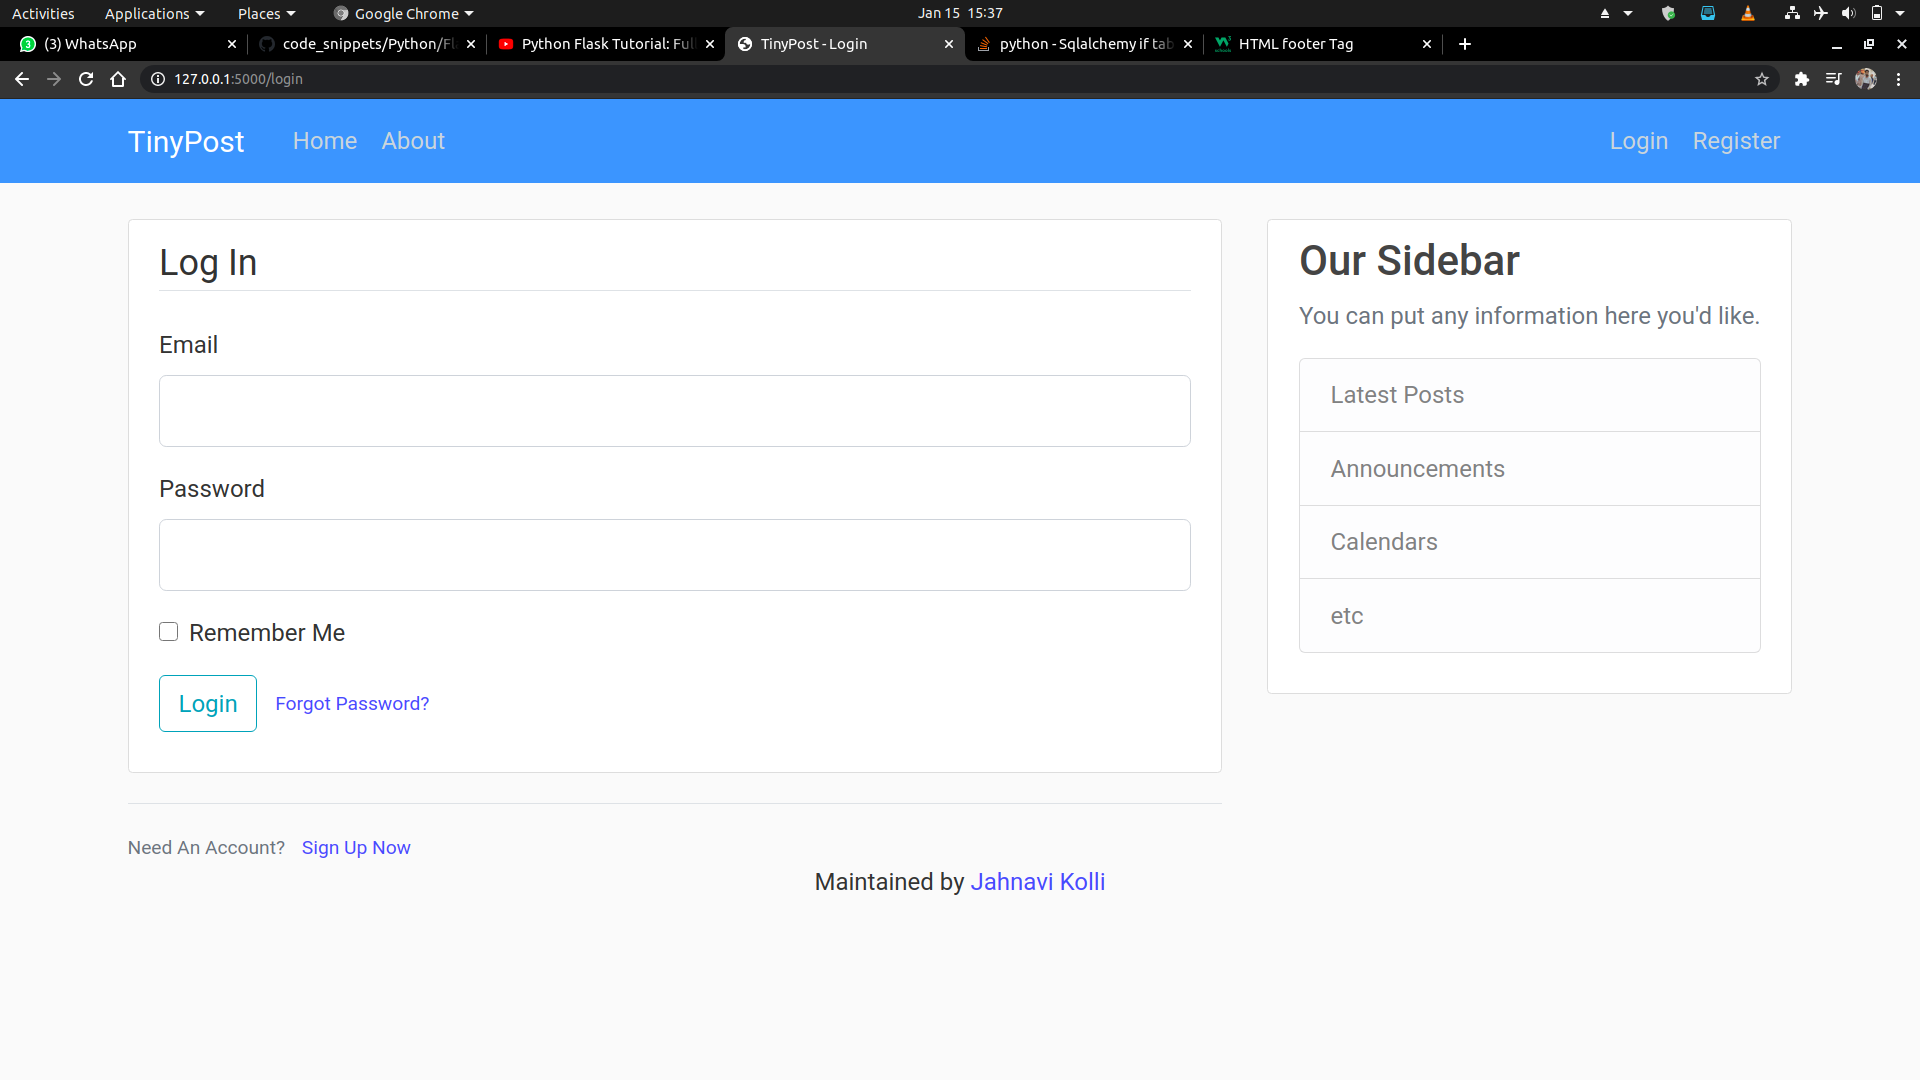 Activities Applications Places Google Chrome Jan 15 15:37
(3) WhatsApp code_snippets/Python/Fl Python Flask Tutorial: Ful TinyPost - Login python - Sqlalchemy if tab HTML footer Tag
127.0.0.1:5000/login
TinyPost Home About Login Register
Log In
Email
Password
Remember Me
Login Forgot Password?
Need An Account? Sign Up Now
Our Sidebar
You can put any information here you'd like.
Latest Posts
Announcements
Calendars
etc
Maintained by Jahnavi Kolli